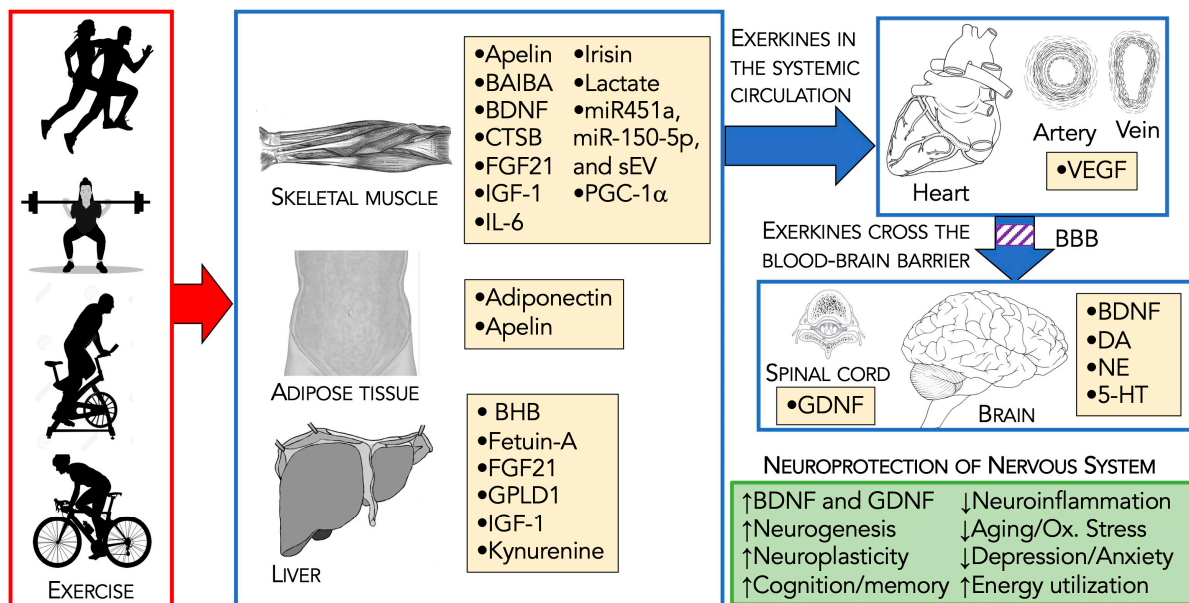 EXERCISE
SKELETAL MUSCLE
•Apelin
•BAIBA
•BDNF
•CTSB
•FGF21
•IGF-1
•IL-6
•Irisin
•Lactate
•miR451a,
miR-150-5p,
and sEV
•PGC-1α
ADIPOSE TISSUE
•Adiponectin
•Apelin
LIVER
• BHB
•Fetuin-A
•FGF21
•GPLD1
•IGF-1
•Kynurenine
EXERKINES IN
THE SYSTEMIC
CIRCULATION
Heart
Artery
Vein
•VEGF
EXERKINES CROSS THE
BLOOD-BRAIN BARRIER
BBB
SPINAL CORD
•GDNF
BRAIN
•BDNF
•DA
•NE
•5-HT
NEUROPROTECTION OF NERVOUS SYSTEM
↑BDNF and GDNF
↑Neurogenesis
↑Neuroplasticity
↑Cognition/memory
↓Neuroinflammation
↓Aging/Ox. Stress
↓Depression/Anxiety
↑Energy utilization